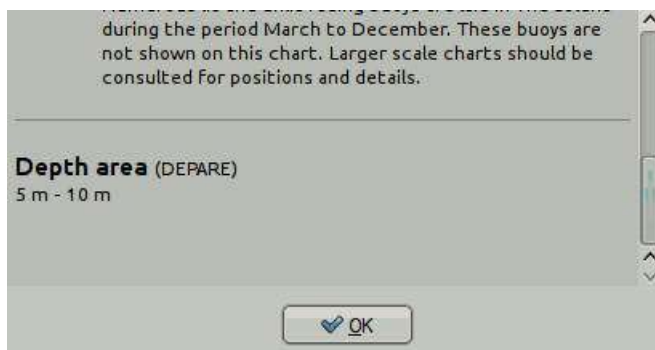 during the period March to December. These buoys are
not shown on this chart. Larger scale charts should be
consulted for positions and details.
Depth area (DEPARE)
5 m - 10 m
OK